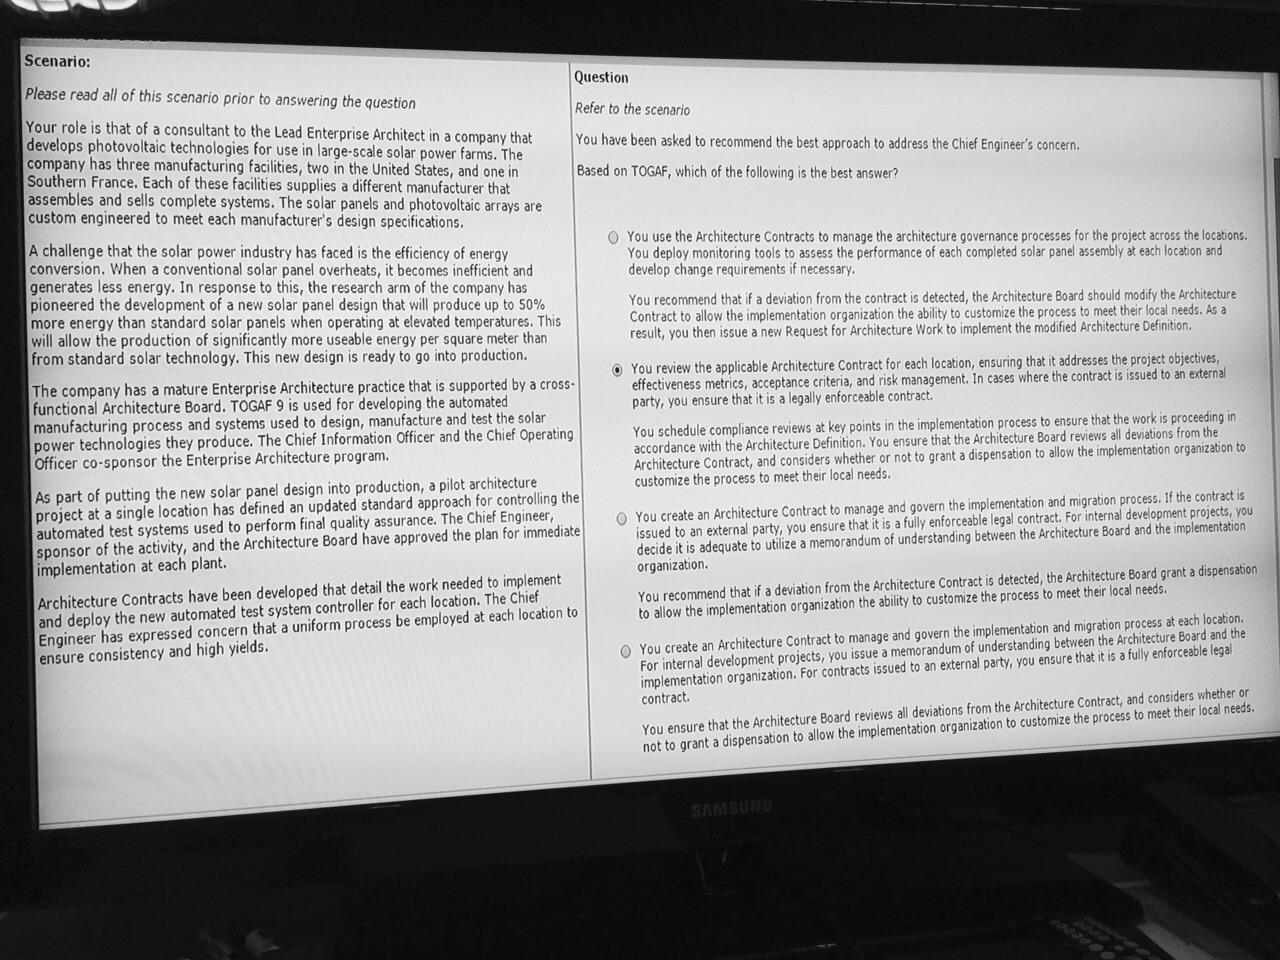 Scenario:
Please read all of this scenario prior to answering the question
Your role is that of a consultant to the Lead Enterprise Architect in a company that
develops photovoltaic technologies for use in large-scale solar power farms. The
company has three manufacturing facilities, two in the United States, and one in
Southern France. Each of these facilities supplies a different manufacturer that
assembles and sells complete systems. The solar panels and photovoltaic arrays are
custom engineered to meet each manufacturer's design specifications.
A challenge that the solar power industry has faced is the efficiency of energy
conversion. When a conventional solar panel overheats, it becomes inefficient and
generates less energy. In response to this, the research arm of the company has
pioneered the development of a new solar panel design that will produce up to 50%
more energy than standard solar panels when operating at elevated temperatures. This
will allow the production of significantly more useable energy per square meter than
from standard solar technology. This new design is ready to go into production.
The company has a mature Enterprise Architecture practice that is supported by a cross-
functional Architecture Board. TOGAF 9 is used for developing the automated
manufacturing process and systems used to design, manufacture and test the solar
power technologies they produce. The Chief Information Officer and the Chief Operating
Officer co-sponsor the Enterprise Architecture program.
As part of putting the new solar panel design into production, a pilot architecture
project at a single location has defined an updated standard approach for controlling the
automated test systems used to perform final quality assurance. The Chief Engineer,
sponsor of the activity, and the Architecture Board have approved the plan for immediate
implementation at each plant.
Architecture Contracts have been developed that detail the work needed to implement
and deploy the new automated test system controller for each location. The Chief
Engineer has expressed concern that a uniform process be employed at each location to
ensure consistency and high yields.
Question
Refer to the scenario
You have been asked to recommend the best approach to address the Chief Engineer's concern.
Based on TOGAF, which of the following is the best answer?
You use the Architecture Contracts to manage the architecture governance processes for the project across the locations.
You deploy monitoring tools to assess the performance of each completed solar panel assembly at each location and
develop change requirements if necessary.
You recommend that if a deviation from the contract is detected, the Architecture Board should modify the Architecture
Contract to allow the implementation organization the ability to customize the process to meet their local needs. As a
result, you then issue a new Request for Architecture Work to implement the modified Architecture Definition.
You review the applicable Architecture Contract for each location, ensuring that it addresses the project objectives,
effectiveness metrics, acceptance criteria, and risk management. In cases where the contract is issued to an external
party, you ensure that it is a legally enforceable contract.
You schedule compliance reviews at key points in the implementation process to ensure that the work is proceeding in
accordance with the Architecture Definition. You ensure that the Architecture Board reviews all deviations from the
Architecture Contract, and considers whether or not to grant a dispensation to allow the implementation organization to
customize the process to meet their local needs.
You create an Architecture Contract to manage and govern the implementation and migration process. If the contract is
issued to an external party, you ensure that it is a fully enforceable legal contract. For internal development projects, you
decide it is adequate to utilize a memorandum of understanding between the Architecture Board and the implementation
organization.
You recommend that if a deviation from the Architecture Contract is detected, the Architecture Board grant a dispensation
to allow the implementation organization the ability to customize the process to meet their local needs.
You create an Architecture Contract to manage and govern the implementation and migration process at each location.
For internal development projects, you issue a memorandum of understanding between the Architecture Board and the
implementation organization. For contracts issued to an external party, you ensure that it is a fully enforceable legal
contract.
You ensure that the Architecture Board reviews all deviations from the Architecture Contract, and considers whether or
not to grant a dispensation to allow the implementation organization to customize the process to meet their local needs.
SAMSUNG